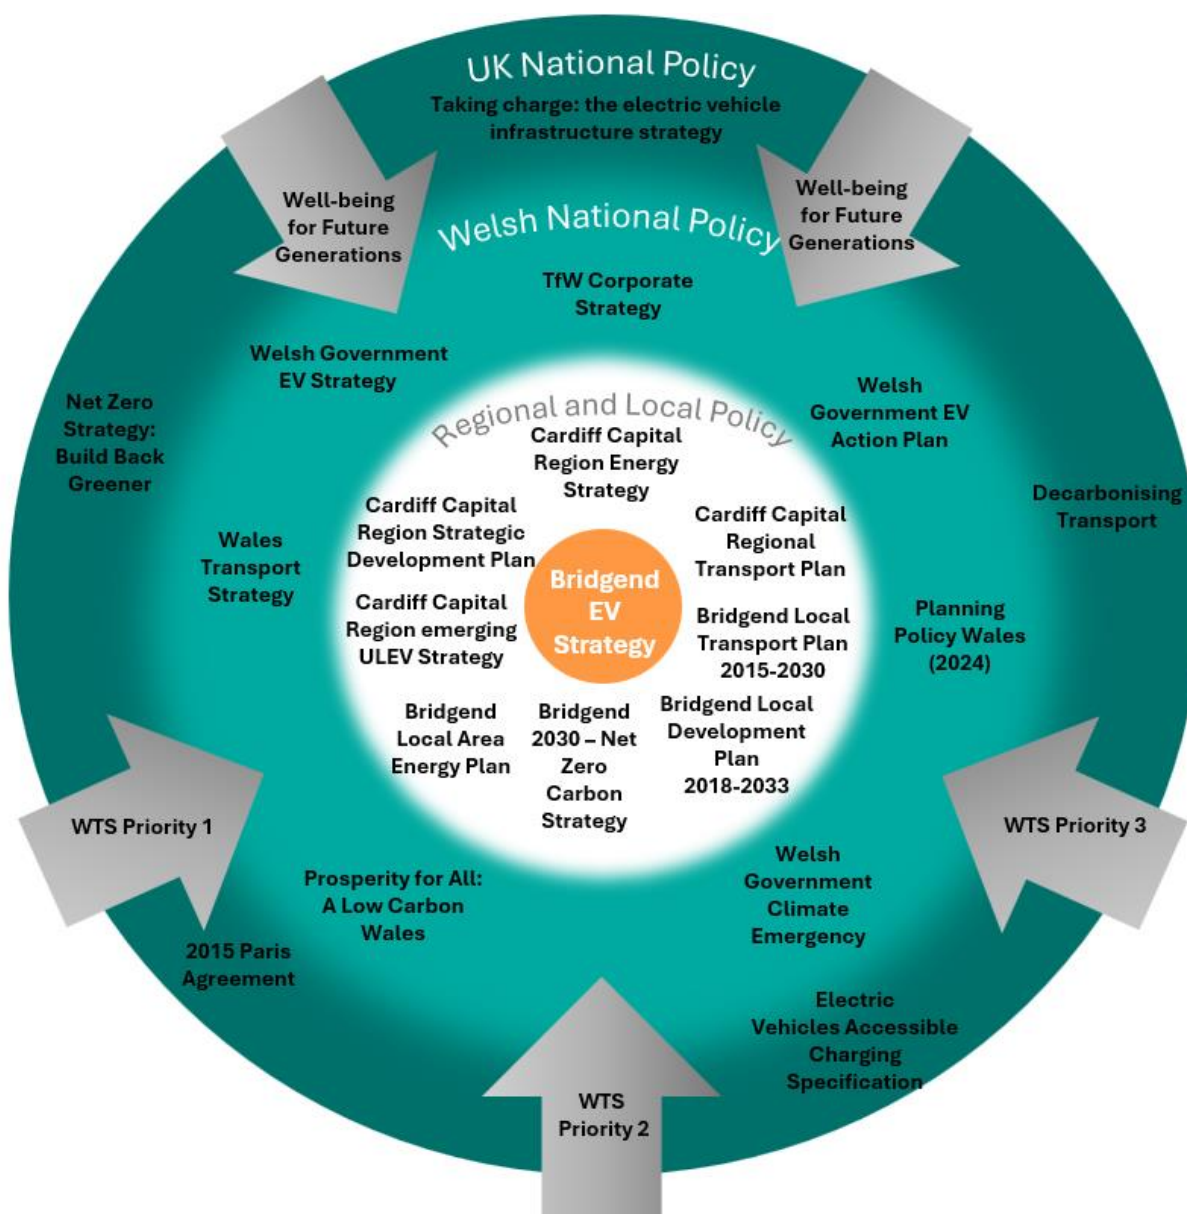 UK National Policy
Taking charge: the electric vehicle
infrastructure strategy
Well-being
for Future
Generations
Well-being
for Future
Generations
Welsh National Policy
TfW Corporate
Strategy
Welsh Government
EV Strategy
Welsh
Government EV
Action Plan
Net Zero
Strategy:
Build Back
Greener
Decarbonising
Transport
Wales
Transport
Strategy
Planning
Policy Wales
(2024)
Regional and Local Policy
Cardiff Capital
Region Energy
Strategy
Cardiff Capital
Region Strategic
Development Plan
Cardiff Capital
Regional
Transport Plan
Bridgend
EV
Strategy
Cardiff Capital
Region emerging
ULEV Strategy
Bridgend Local
Transport Plan
2015-2030
Bridgend
Local Area
Energy Plan
Bridgend
2030 – Net
Zero
Carbon
Strategy
Bridgend Local
Development
Plan
2018-2033
WTS Priority 1
WTS Priority 3
Prosperity for All:
A Low Carbon
Wales
Welsh
Government
Climate
Emergency
2015 Paris
Agreement
Electric
Vehicles Accessible
Charging
Specification
WTS
Priority 2